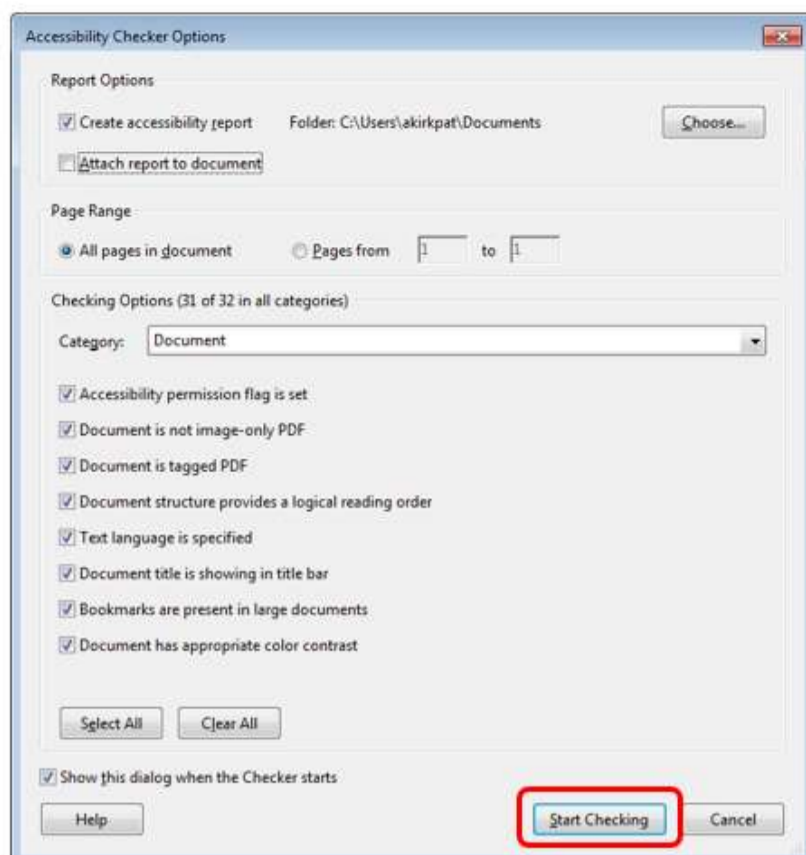 Accessibility Checker Options
Report Options
Create accessibility report Folder: C:\Users\akirkpat\Documents Choose...
Attach report to document
Page Range
All pages in document Pages from 1 to 1
Checking Options (31 of 32 in all categories)
Category: Document
Accessibility permission flag is set
Document is not image-only PDF
Document is tagged PDF
Document structure provides a logical reading order
Text language is specified
Document title is showing in title bar
Bookmarks are present in large documents
Document has appropriate color contrast
Select All Clear All
Show this dialog when the Checker starts
Help Start Checking Cancel